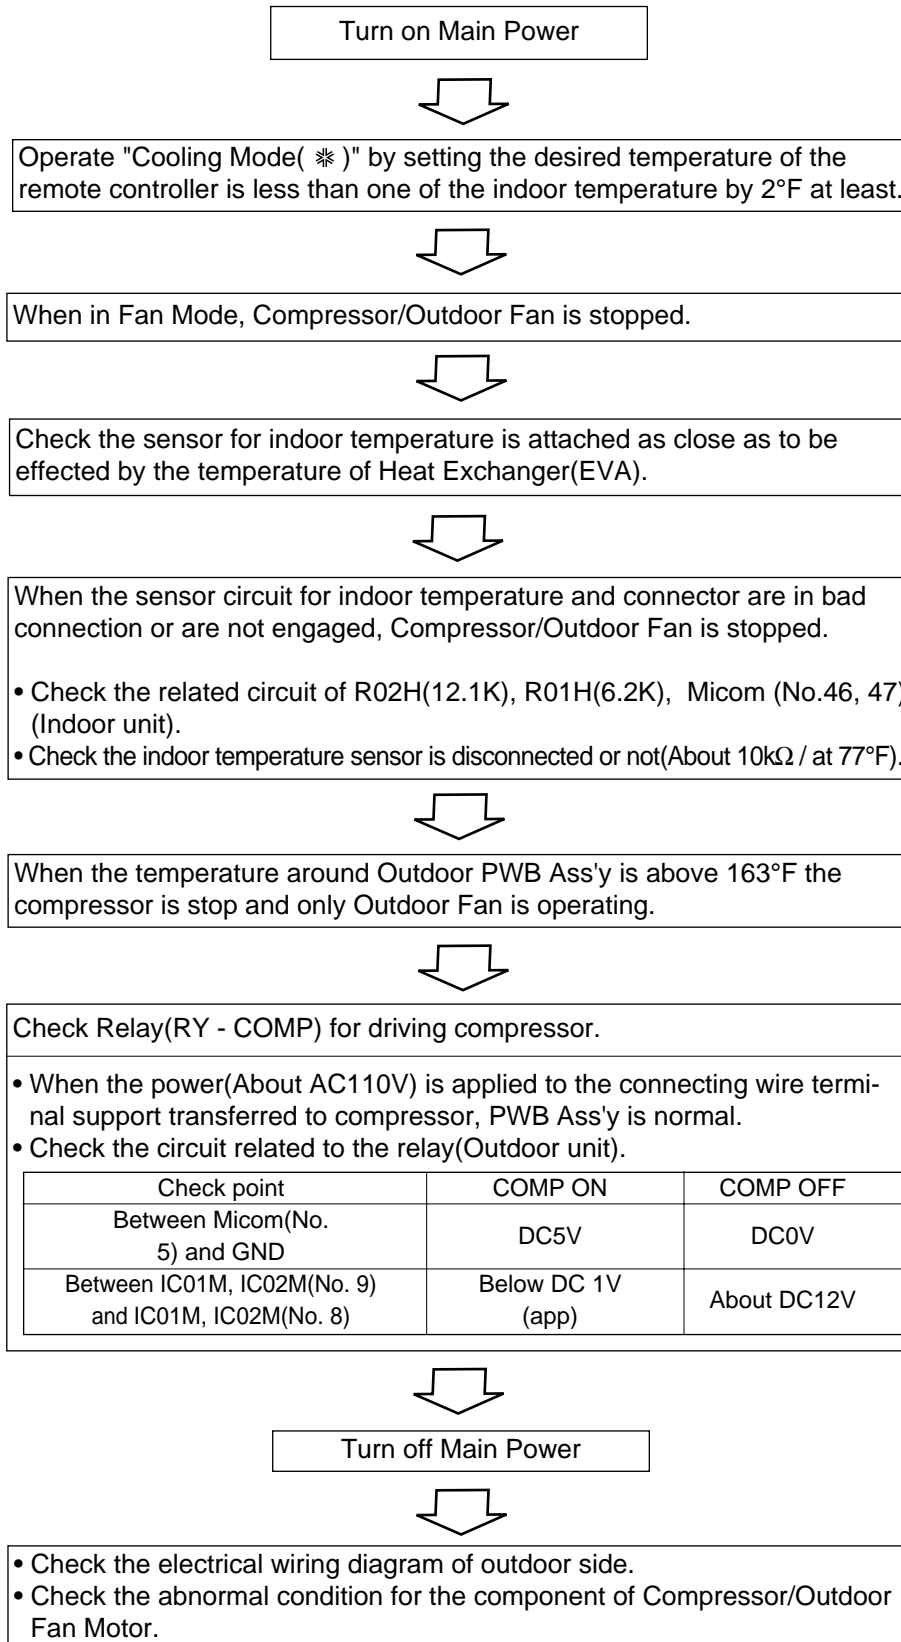 Turn on Main Power
Operate "Cooling Mode( ❋ )" by setting the desired temperature of the
remote controller is less than one of the indoor temperature by 2°F at least.
When in Fan Mode, Compressor/Outdoor Fan is stopped.
Check the sensor for indoor temperature is attached as close as to be
effected by the temperature of Heat Exchanger(EVA).
When the sensor circuit for indoor temperature and connector are in bad
connection or are not engaged, Compressor/Outdoor Fan is stopped.
• Check the related circuit of R02H(12.1K), R01H(6.2K), Micom (No.46, 47)
(Indoor unit).
• Check the indoor temperature sensor is disconnected or not(About 10kΩ / at 77°F).
When the temperature around Outdoor PWB Ass'y is above 163°F the
compressor is stop and only Outdoor Fan is operating.
Check Relay(RY - COMP) for driving compressor.
• When the power(About AC110V) is applied to the connecting wire termi-
nal support transferred to compressor, PWB Ass'y is normal.
• Check the circuit related to the relay(Outdoor unit).
Check point COMP ON COMP OFF
Between Micom(No.
5) and GND DC5V DC0V
Between IC01M, IC02M(No. 9)
and IC01M, IC02M(No. 8) Below DC 1V
(app) About DC12V
Turn off Main Power
• Check the electrical wiring diagram of outdoor side.
• Check the abnormal condition for the component of Compressor/Outdoor
Fan Motor.